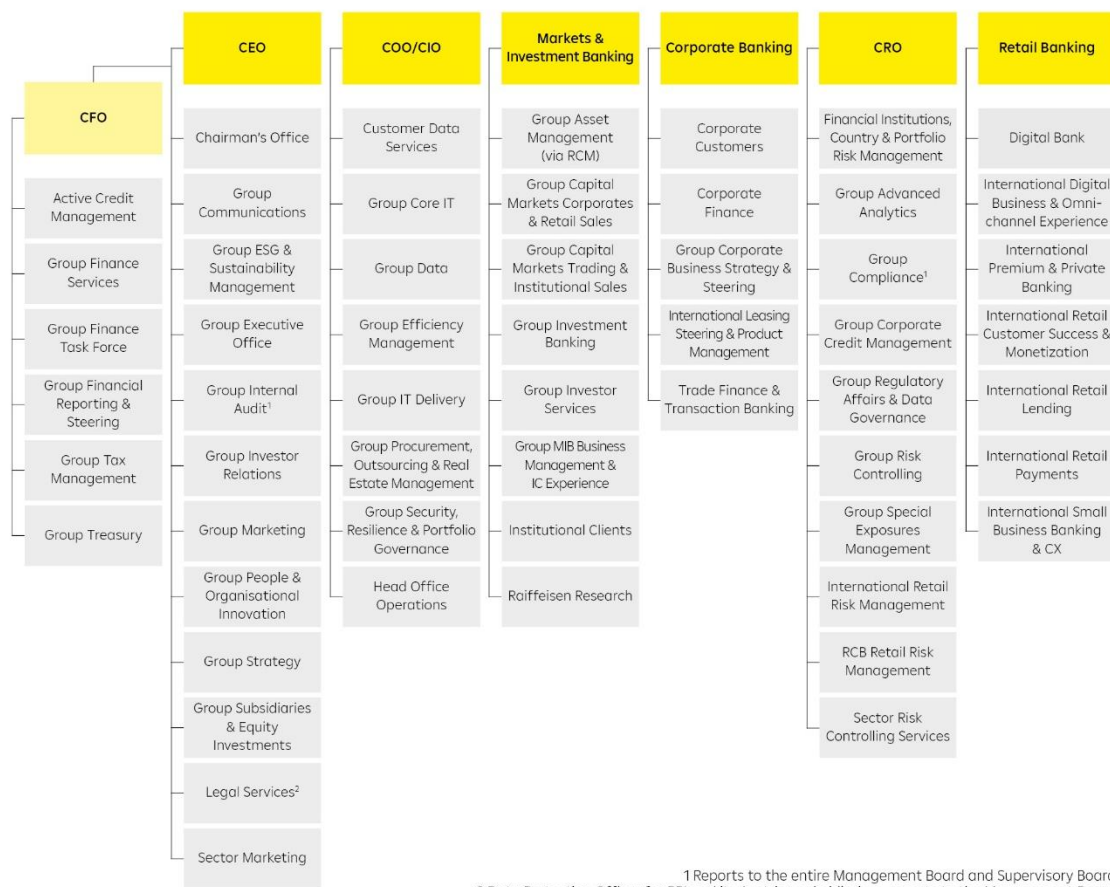 CEO
COO/CIO
Markets &
Investment Banking
Corporate Banking
CRO
Retail Banking
CFO
Active Credit
Management
Group Finance
Services
Group Finance
Task Force
Group Financial
Reporting &
Steering
Group Tax
Management
Group Treasury
Chairman's Office
Group
Communications
Group ESG &
Sustainability
Management
Group Executive
Office
Group Internal
Audit¹
Group Investor
Relations
Group Marketing
Group People &
Organisational
Innovation
Group Strategy
Group Subsidiaries
& Equity
Investments
Legal Services²
Sector Marketing
Customer Data
Services
Group Core IT
Group Data
Group Efficiency
Management
Group IT Delivery
Group Procurement,
Outsourcing & Real
Estate Management
Group Security,
Resilience & Portfolio
Governance
Head Office
Operations
Group Asset
Management
(via RCM)
Group Capital
Markets Corporates
& Retail Sales
Group Capital
Markets Trading &
Institutional Sales
Group Investment
Banking
Group Investor
Services
Group MIB Business
Management &
IC Experience
Institutional Clients
Raiffeisen Research
Corporate
Customers
Corporate
Finance
Group Corporate
Business Strategy &
Steering
International Leasing
Steering & Product
Management
Trade Finance &
Transaction Banking
Financial Institutions,
Country & Portfolio
Risk Management
Group Advanced
Analytics
Group
Compliance¹
Group Corporate
Credit Management
Group Regulatory
Affairs & Data
Governance
Group Risk
Controlling
Group Special
Exposures
Management
International Retail
Risk Management
RCB Retail Risk
Management
Sector Risk
Controlling Services
Digital Bank
International Digital
Business & Omni-
channel Experience
International
Premium & Private
Banking
International Retail
Customer Success &
Monetization
International Retail
Lending
International Retail
Payments
International Small
Business Banking
& CX
1 Reports to the entire Management Board and Supervisory Board